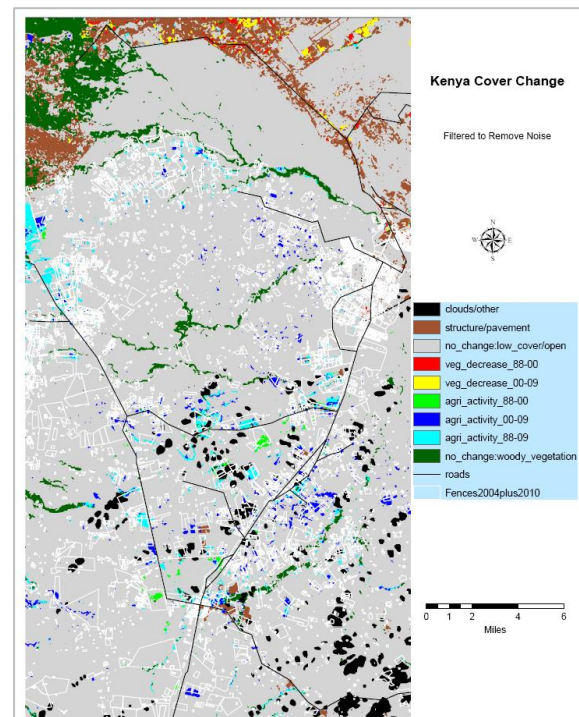 Kenya Cover Change
Filtered to Remove Noise
N
W E
S
clouds/other
structure/pavement
no_change:low_cover/open
veg_decrease_88-00
veg_decrease_00-09
agri_activity_88-00
agri_activity_00-09
agri_activity_88-09
no_change:woody_vegetation
roads
Fences2004plus2010
0 1 2 4 6
Miles